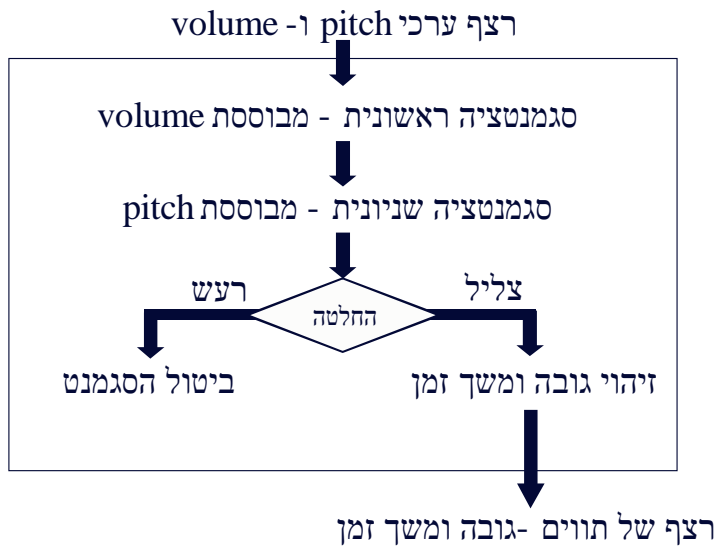 רצף ערכי pitch ו- volume
סגמנטציה ראשונית - מבוססת volume
סגמנטציה שניונית - מבוססת pitch
צליל
רעש
החלטה
זיהוי גובה ומשך זמן
ביטול הסגמנט
רצף של תווים -גובה ומשך זמן